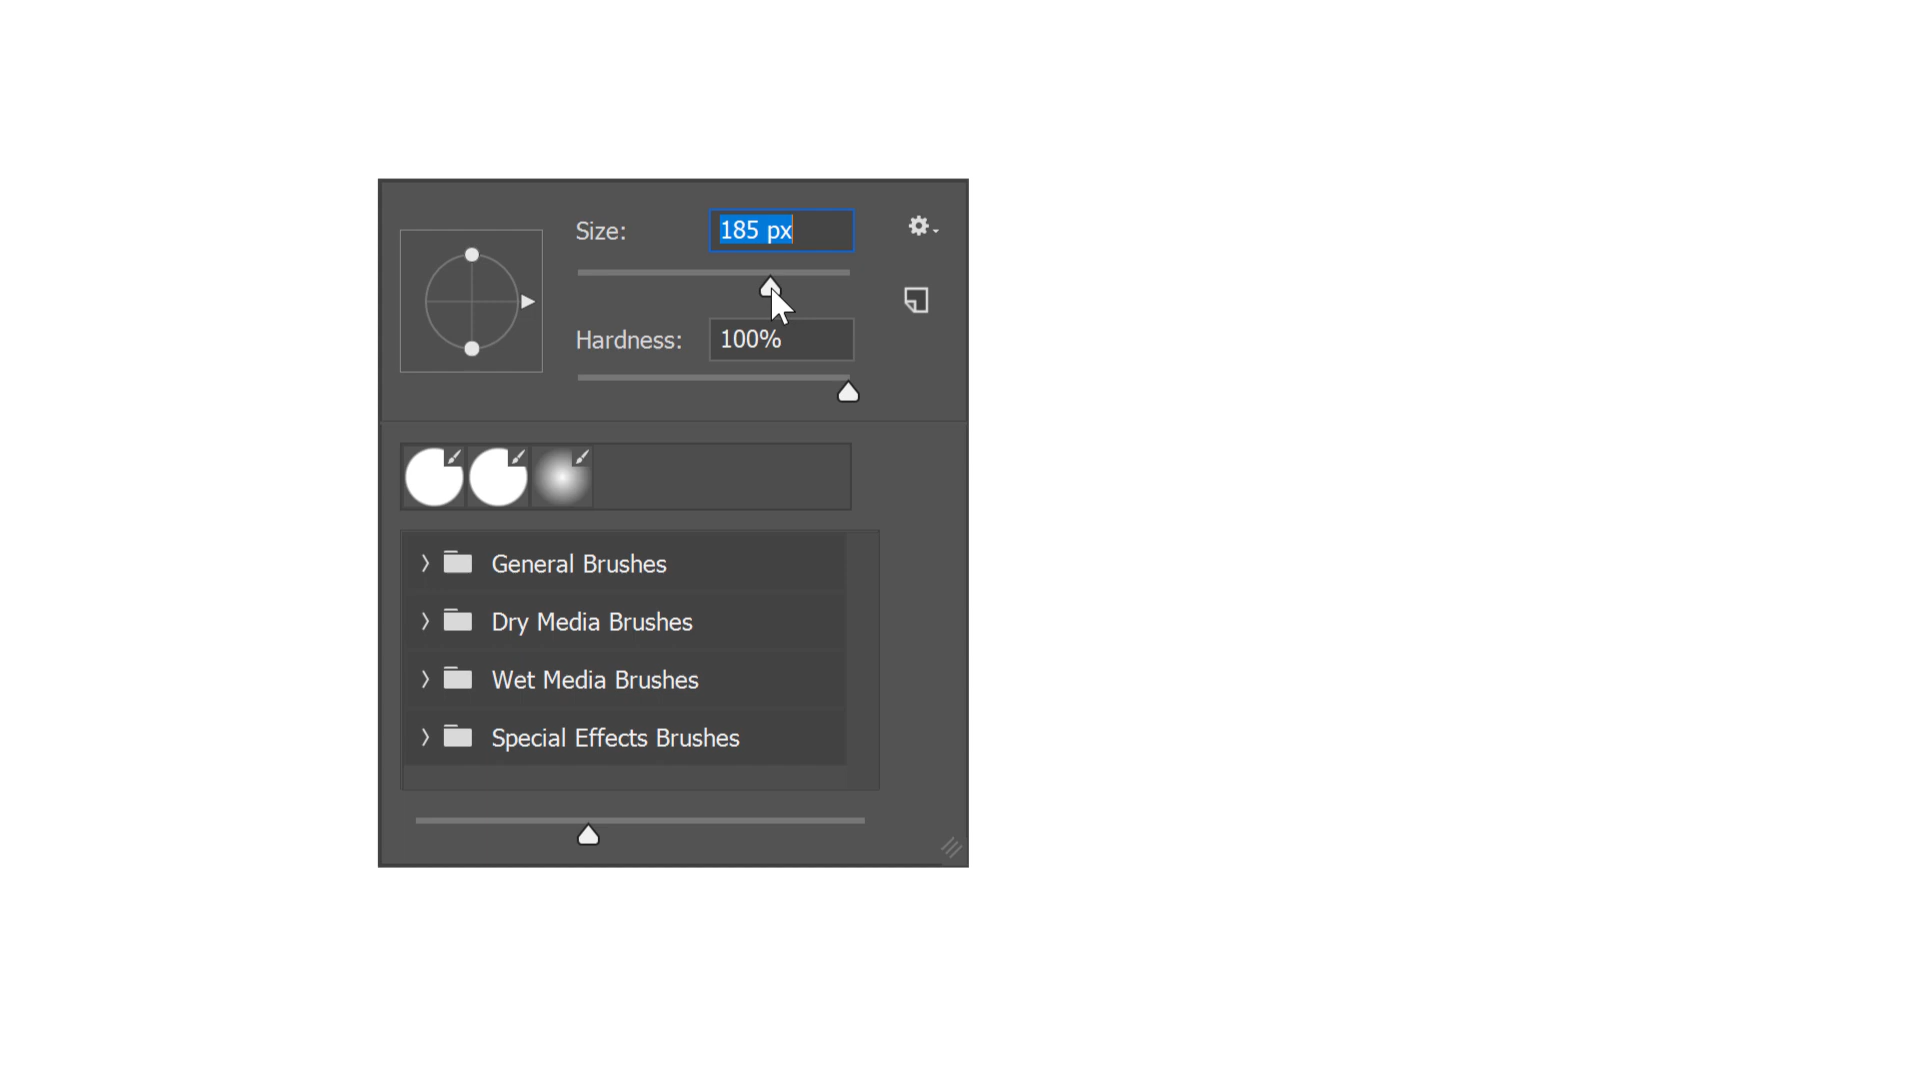 Size: 185 px
Hardness: 100%
General Brushes
Dry Media Brushes
Wet Media Brushes
Special Effects Brushes